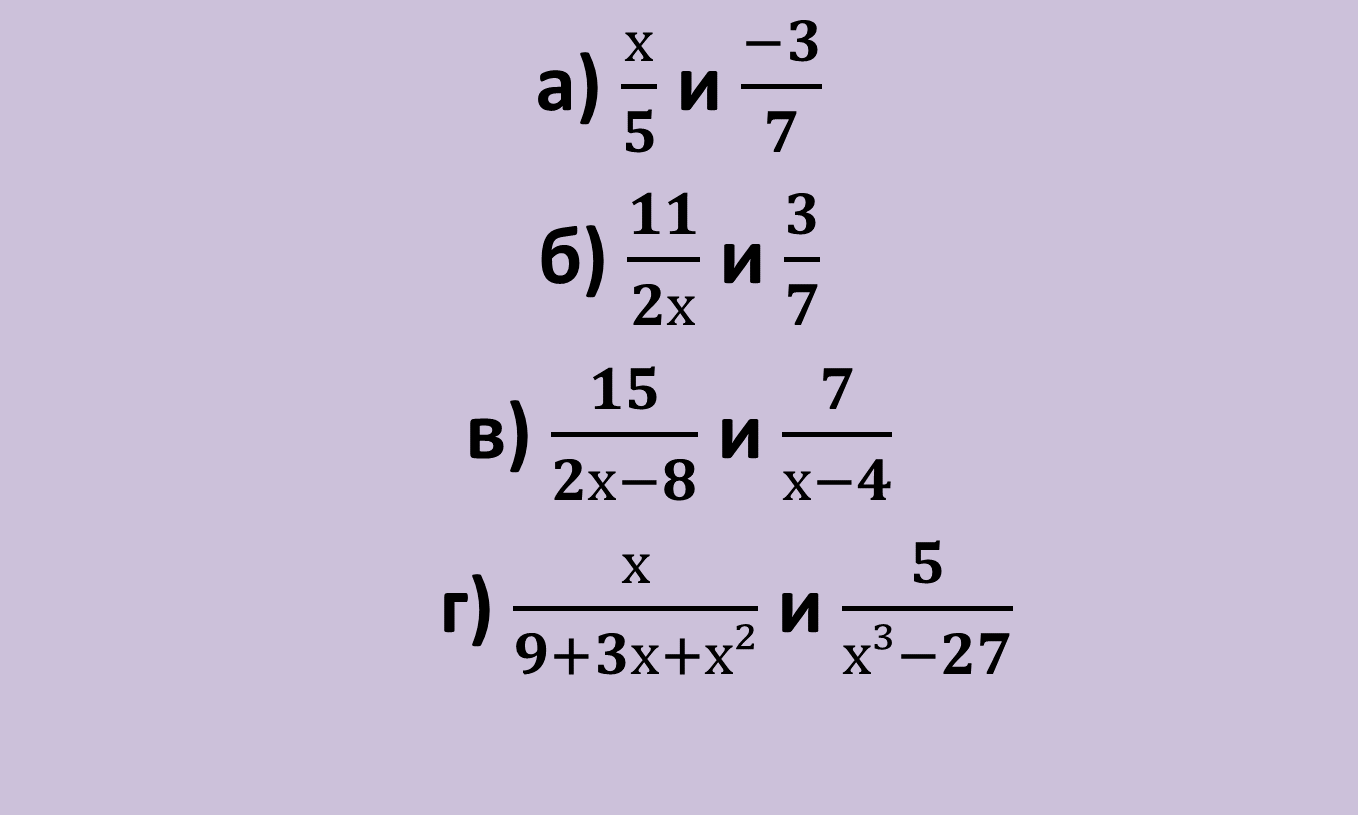 а) x/5 и −3/7
б) 11/2x и 3/7
в) 15/2x−8 и 7/x−4
г) x/9+3x+x² и 5/x³−27